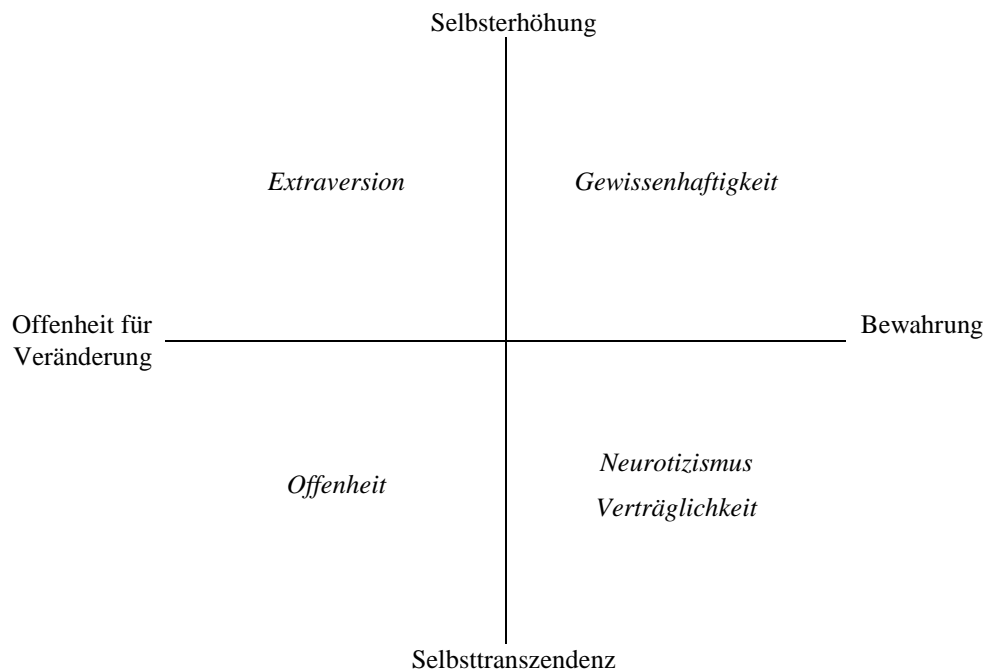 Selbsterhöhung
Extraversion
Gewissenhaftigkeit
Offenheit für
Veränderung
Bewahrung
Offenheit
Neurotizismus
Verträglichkeit
Selbsttranszendenz